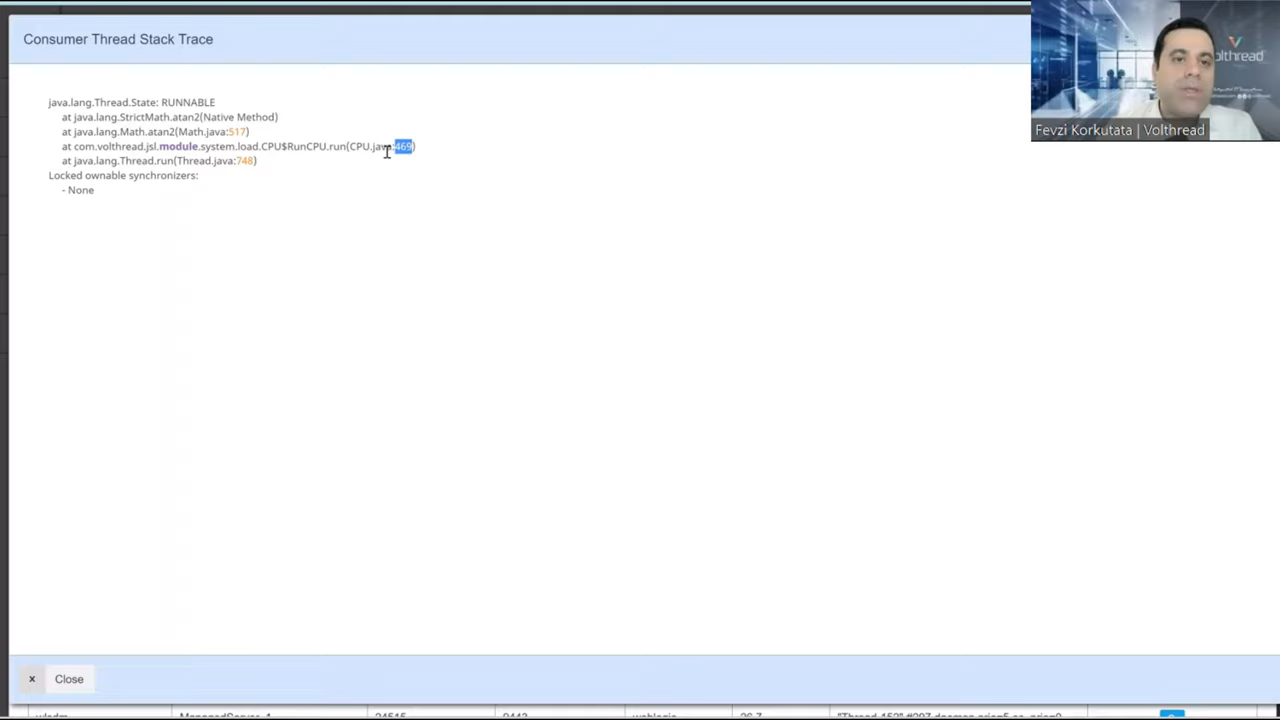 Consumer Thread Stack Trace
java.lang.Thread.State: RUNNABLE
at java.lang.StrictMath.atan2(Native Method)
at java.lang.Math.atan2(Math.java:517)
at com.volthread.jsl.module.system.load.CPU$RunCPU.run(CPU.java:469)
at java.lang.Thread.run(Thread.java:748)
Locked ownable synchronizers:
- None
Fevzi Korkutata | Volthread
× Close